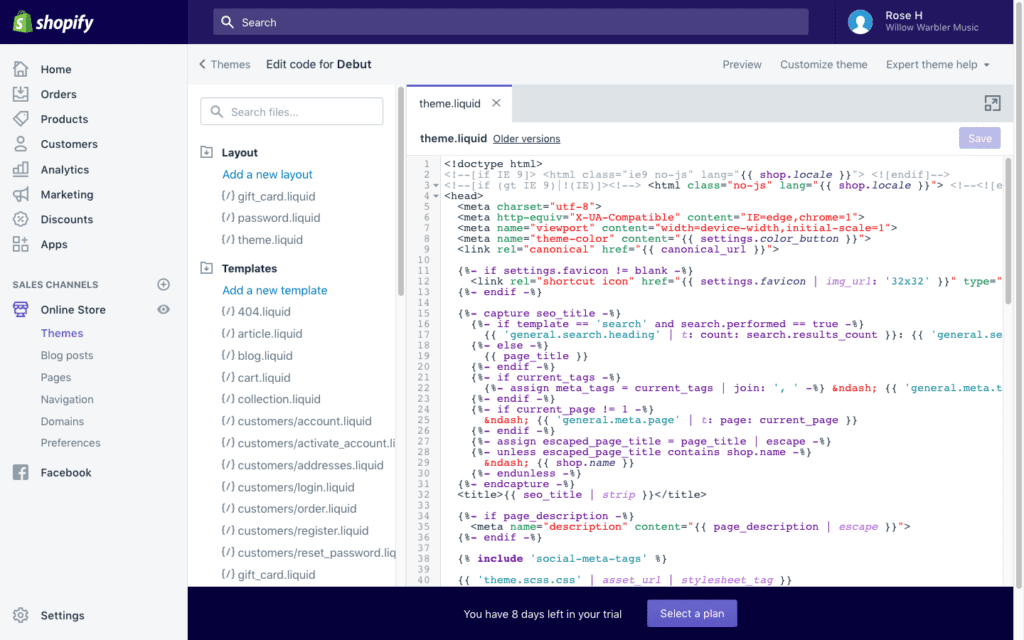 shopify
Search
Rose H
Willow Warbler Music
Home
Orders
Products
Customers
Analytics
Marketing
Discounts
Apps
SALES CHANNELS
Online Store
Themes
Blog posts
Pages
Navigation
Domains
Preferences
Facebook
Settings
Themes
Edit code for Debut
Preview
Customize theme
Expert theme help
Search files...
Layout
Add a new layout
{/} gift_card.liquid
{/} password.liquid
{/} theme.liquid
Templates
Add a new template
{/} 404.liquid
{/} article.liquid
{/} blog.liquid
{/} cart.liquid
{/} collection.liquid
{/} customers/account.liquid
{/} customers/activate_account.li
{/} customers/addresses.liquid
{/} customers/login.liquid
{/} customers/order.liquid
{/} customers/register.liquid
{/} customers/reset_password.liq
{/} gift_card.liquid
theme.liquid
theme.liquid Older versions
Save
1 <!doctype html>
2 <!--[if IE 9]> <html class="ie9 no-js" lang="{{ shop.locale }}"> <![endif]-->
3 <!--[if (gt IE 9)|!(IE)]><!--> <html class="no-js" lang="{{ shop.locale }}"> <!--<![e
4 <head>
5 <meta charset="utf-8">
6 <meta http-equiv="X-UA-Compatible" content="IE=edge,chrome=1">
7 <meta name="viewport" content="width=device-width,initial-scale=1">
8 <meta name="theme-color" content="{{ settings.color_button }}">
9 <link rel="canonical" href="{{ canonical_url }}">
10
11 {%- if settings.favicon != blank -%}
12 <link rel="shortcut icon" href="{{ settings.favicon | img_url: '32x32' }}" type="
13 {%- endif -%}
14
15 {%- capture seo_title -%}
16 {%- if template == 'search' and search.performed == true -%}
17 {{ 'general.search.heading' | t: count: search.results_count }}: {{ 'general.se
18 {%- else -%}
19 {{ page_title }}
20 {%- endif -%}
21 {%- if current_tags -%}
22 {%- assign meta_tags = current_tags | join: ', ' -%} &ndash; {{ 'general.meta.t
23 {%- endif -%}
24 {%- if current_page != 1 -%}
25 &ndash; {{ 'general.meta.page' | t: page: current_page }}
26 {%- endif -%}
27 {%- assign escaped_page_title = page_title | escape -%}
28 {%- unless escaped_page_title contains shop.name -%}
29 &ndash; {{ shop.name }}
30 {%- endunless -%}
31 {%- endcapture -%}
32 <title>{{ seo_title | strip }}</title>
33
34 {%- if page_description -%}
35 <meta name="description" content="{{ page_description | escape }}">
36 {%- endif -%}
37
38 {% include 'social-meta-tags' %}
39
40 {{ 'theme.scss.css' | asset_url | stylesheet_tag }}
You have 8 days left in your trial
Select a plan